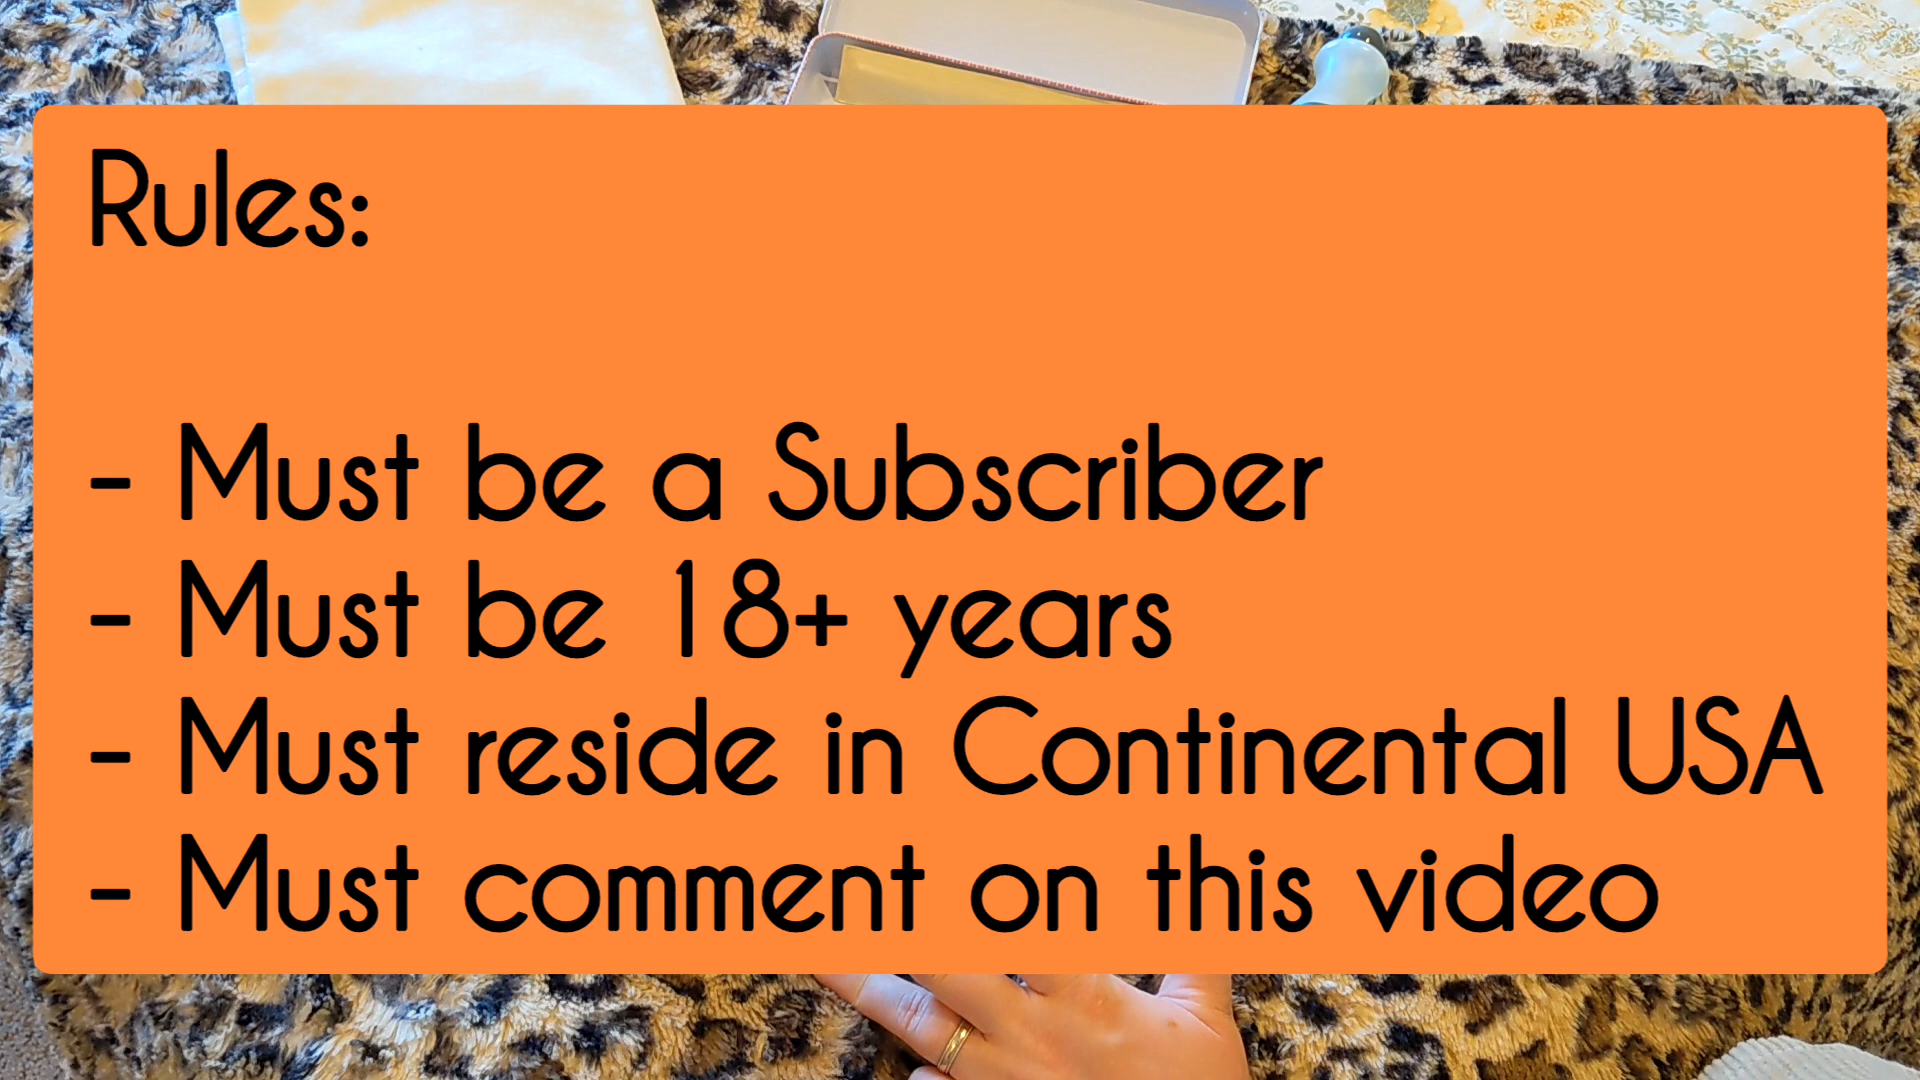 Rules:
- Must be a Subscriber
- Must be 18+ years
- Must reside in Continental USA
- Must comment on this video